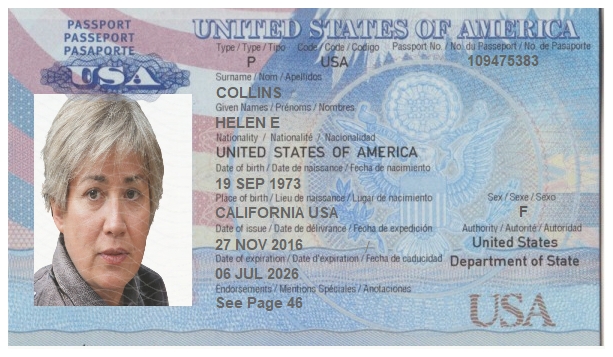 PASSPORT
PASSEPORT
PASAPORTE
USA
UNITED STATES OF AMERICA
Type / Type / Tipo Code / Code / Codigo Passport No. / No. du Passeport / No. de Pasaporte
P USA 109475383
Surname / Nom / Apellidos
COLLINS
Given Names / Prénoms / Nombres
HELEN E
Nationality / Nationalité / Nacionalidad
UNITED STATES OF AMERICA
Date of birth / Date de naissance / Fecha de nacimiento
19 SEP 1973
Place of birth / Lieu de naissance / Lugar de nacimiento Sex / Sexe / Sexo
CALIFORNIA USA F
Date of issue / Date de délivrance / Fecha de expedición Authority / Autorité / Autoridad
27 NOV 2016 United States
Date of expiration / Date d'expiration / Fecha de caducidad Department of State
06 JUL 2026
Endorsements / Mentions Spéciales / Anotaciones
See Page 46
USA